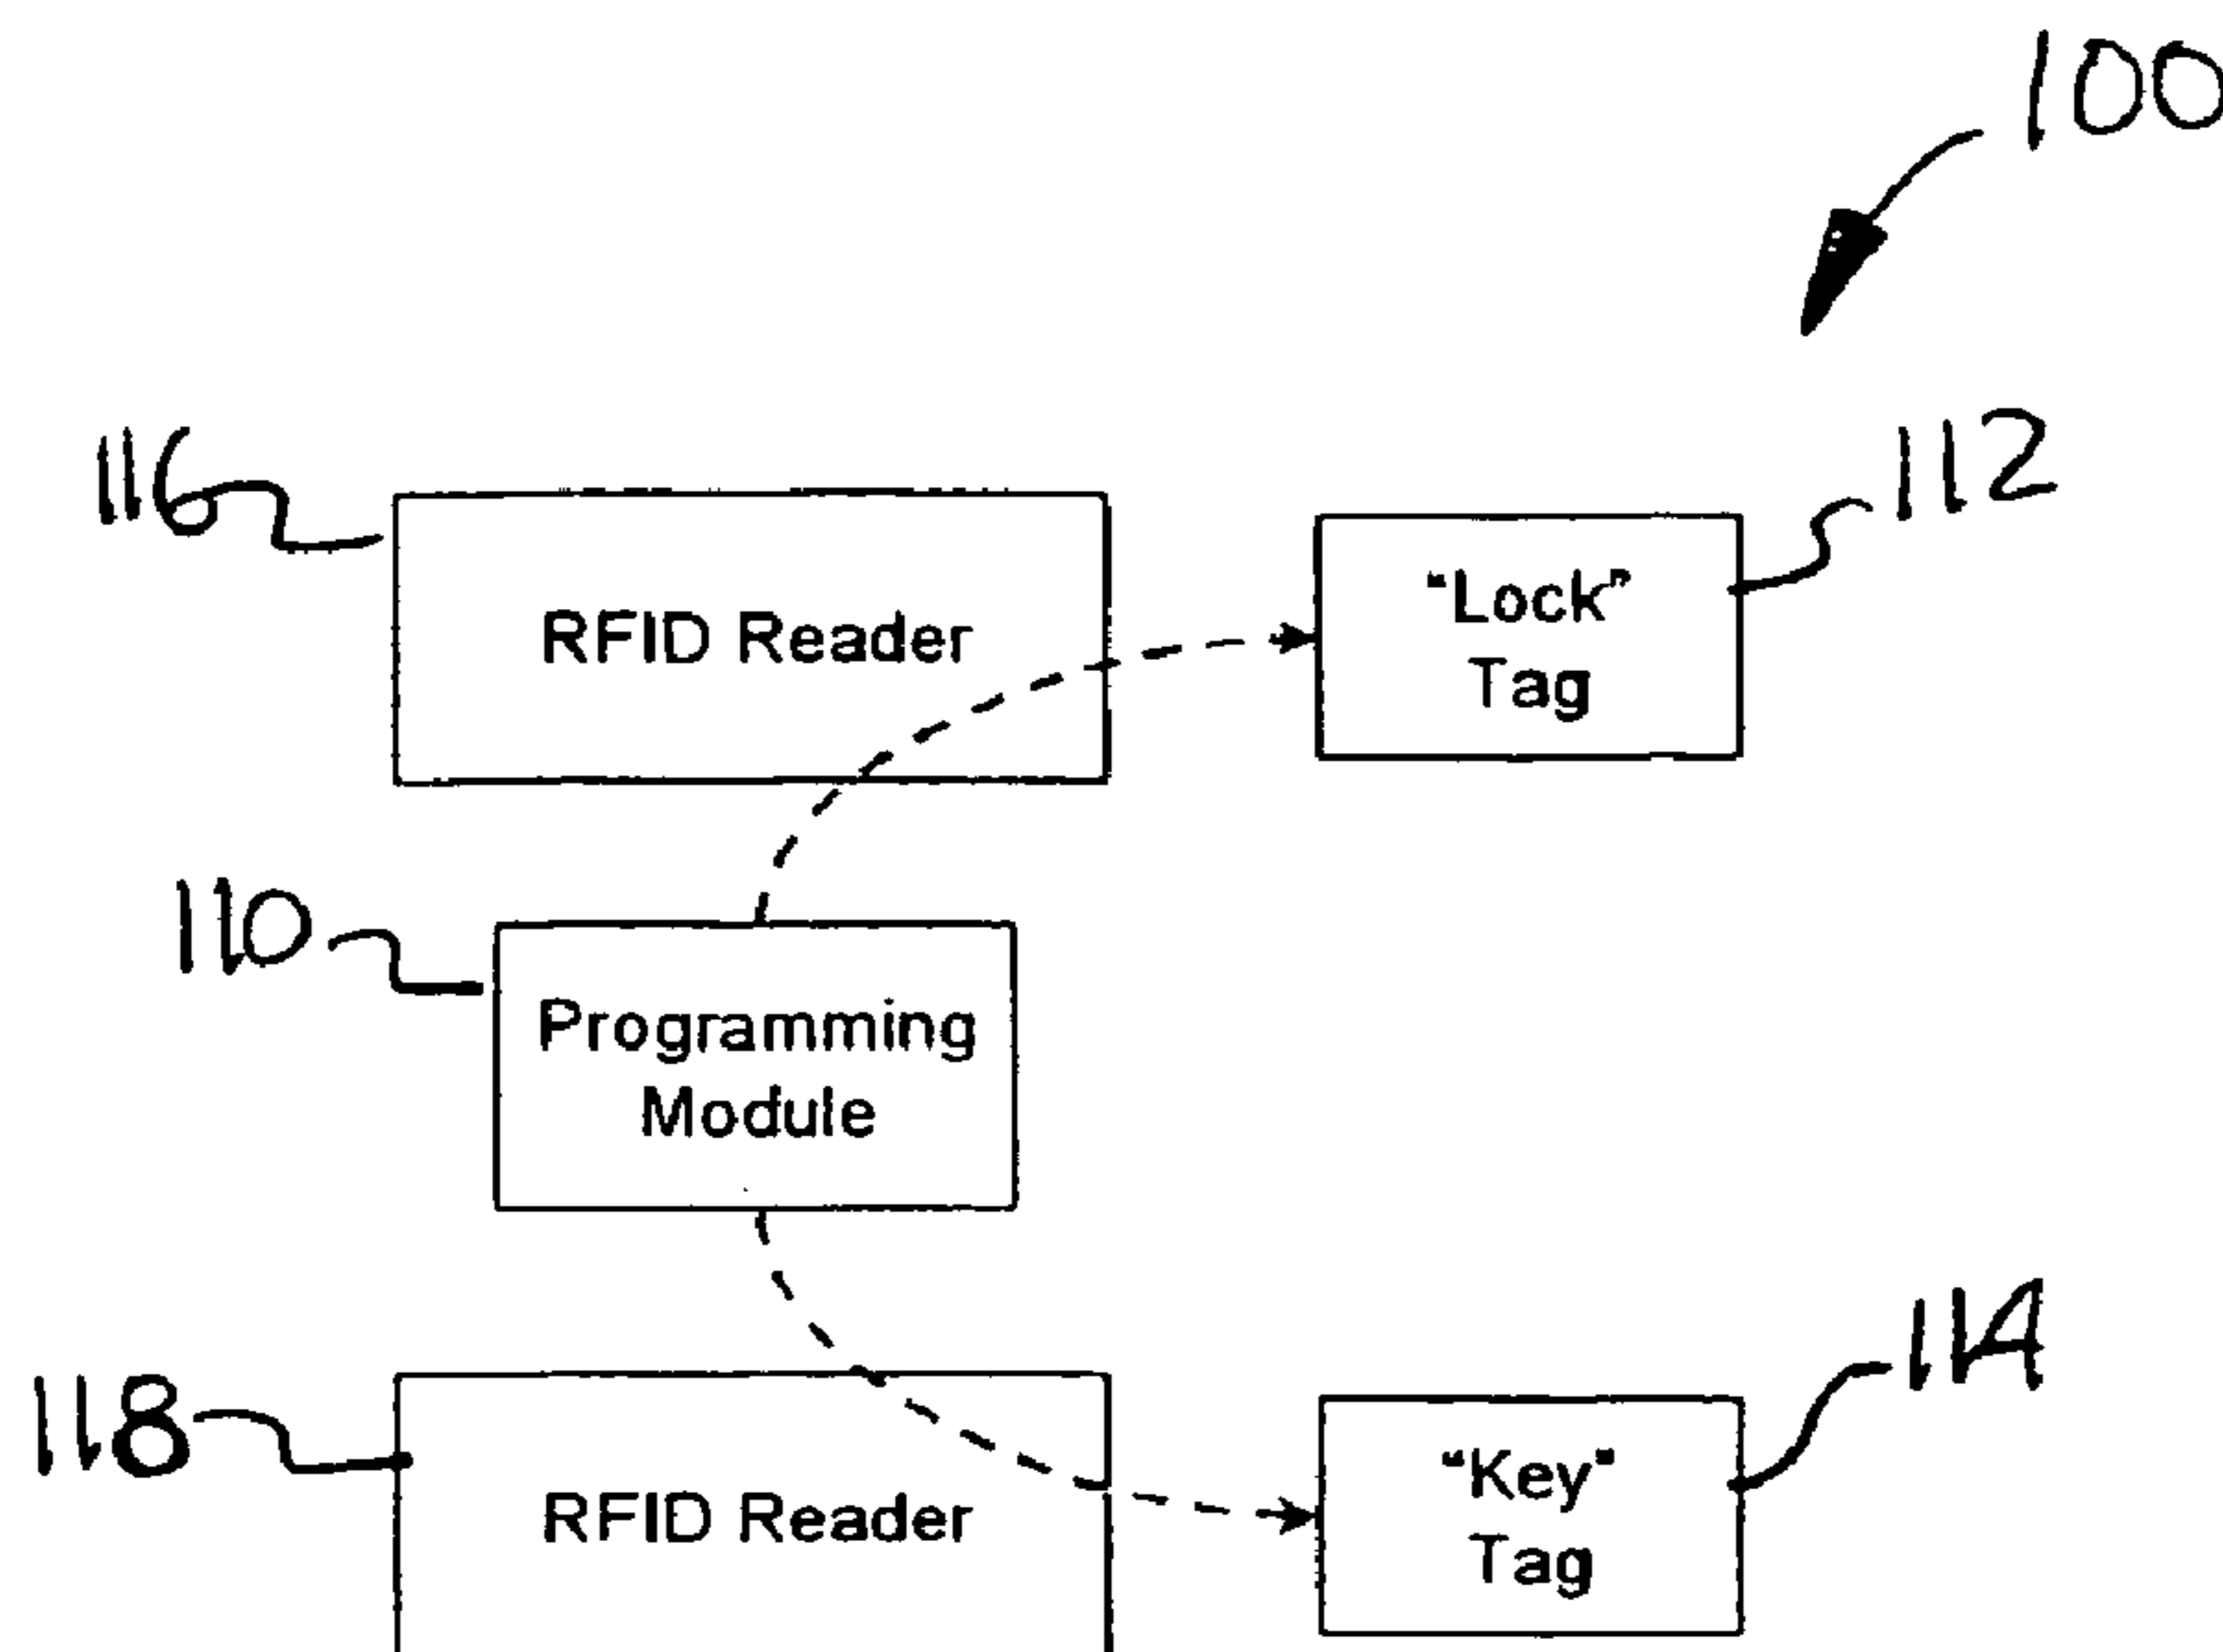 100
116
112
RFID Reader
“Lock”
Tag
110
Programming
Module
118
114
RFID Reader
“Key”
Tag